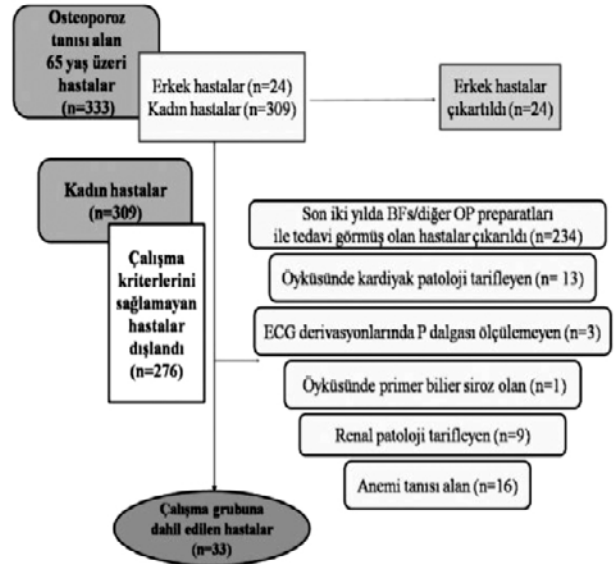 Osteoporoz
tanısı alan
65 yaş üzeri
hastalar
(n=333)
Erkek hastalar (n=24)
Kadın hastalar (n=309)
Erkek hastalar
çıkartıldı (n=24)
Kadın hastalar
(n=309)
Çalışma
kriterlerini
sağlamayan
hastalar
dışlandı
(n=276)
Son iki yılda BFs/diğer OP preparatları
ile tedavi görmüş olan hastalar çıkarıldı (n=234)
Öyküsünde kardiyak patoloji tarifleyen (n= 13)
ECG derivasyonlarında P dalgası ölçülemeyen (n=3)
Öyküsünde primer bilier siroz olan (n=1)
Renal patoloji tarifleyen (n=9)
Anemi tanısı alan (n=16)
Çalışma grubuna
dahil edilen hastalar
(n=33)